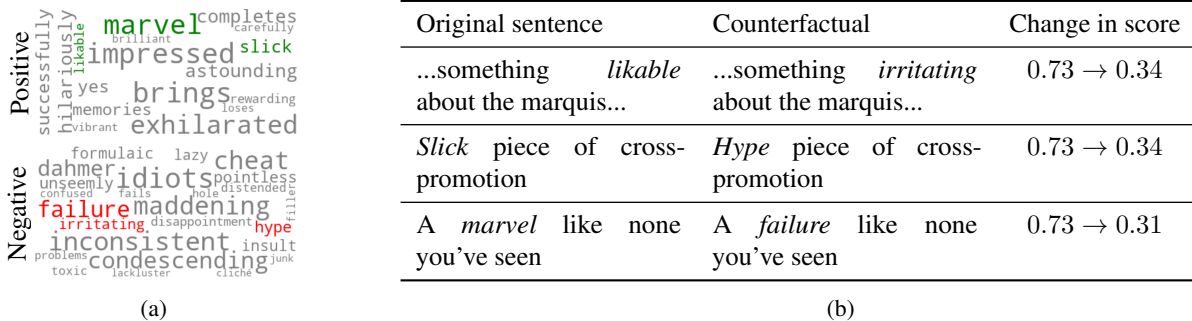 Positive
marvel
completes
carefully
brilliant
likable
successfully
hilariously
impressed
slick
astounding
yes
brings
rewarding
memories
loses
vibrant
exhilarated
Negative
formulaic
lazy
cheat
dahmer
idiots
pointless
unseemly
distended
confused
fails
hole
filler
failure
maddening
irritating
disappointment
hype
inconsistent
insult
problems
condescending
junk
toxic
lackluster
cliché
(a)
Original sentence Counterfactual Change in score
...something likable ...something irritating 0.73 → 0.34
about the marquis... about the marquis...
Slick piece of cross- Hype piece of cross- 0.73 → 0.34
promotion promotion
A marvel like none A failure like none 0.73 → 0.31
you've seen you've seen
(b)